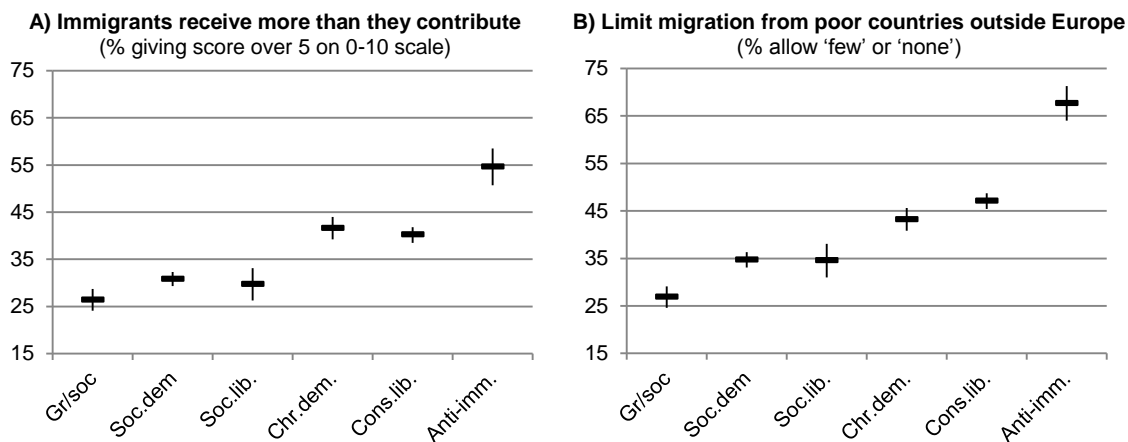 A) Immigrants receive more than they contribute
(% giving score over 5 on 0-10 scale)
75
65
55
45
35
25
15
Gr/soc
Soc.dem
Soc.lib.
Chr.dem.
Cons.lib.
Anti-imm.
B) Limit migration from poor countries outside Europe
(% allow ‘few’ or ‘none’)
75
65
55
45
35
25
15
Gr/soc
Soc.dem
Soc.lib.
Chr.dem.
Cons.lib.
Anti-imm.